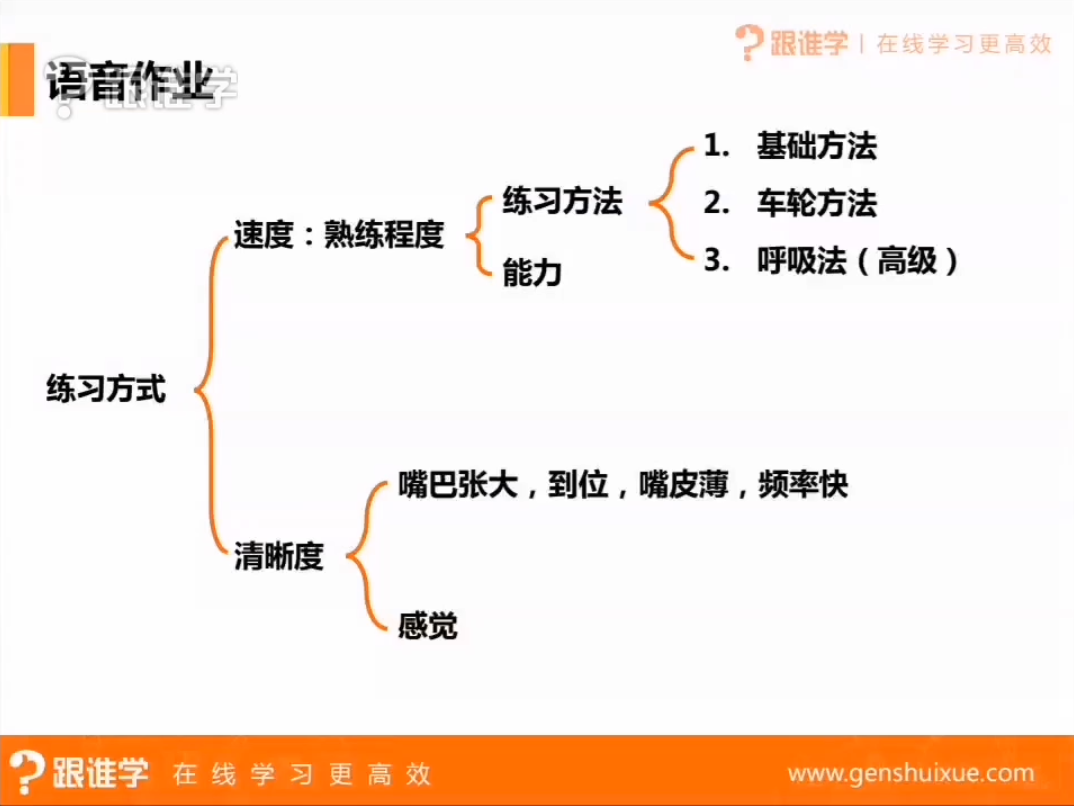 跟谁学 | 在线学习更高效
语音作业
跟谁学
1. 基础方法
练习方法
2. 车轮方法
速度：熟练程度
能力
3. 呼吸法（高级）
练习方式
嘴巴张大，到位，嘴皮薄，频率快
清晰度
感觉
跟谁学 在线学习更高效
www.genshuixue.com